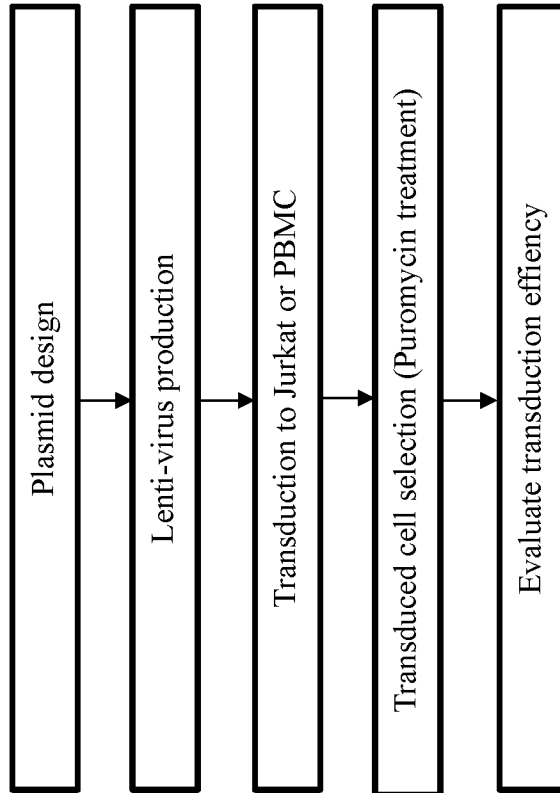 Plasmid design
Lenti-virus production
Transduction to Jurkat or PBMC
Transduced cell selection (Puromycin treatment)
Evaluate transduction effiency